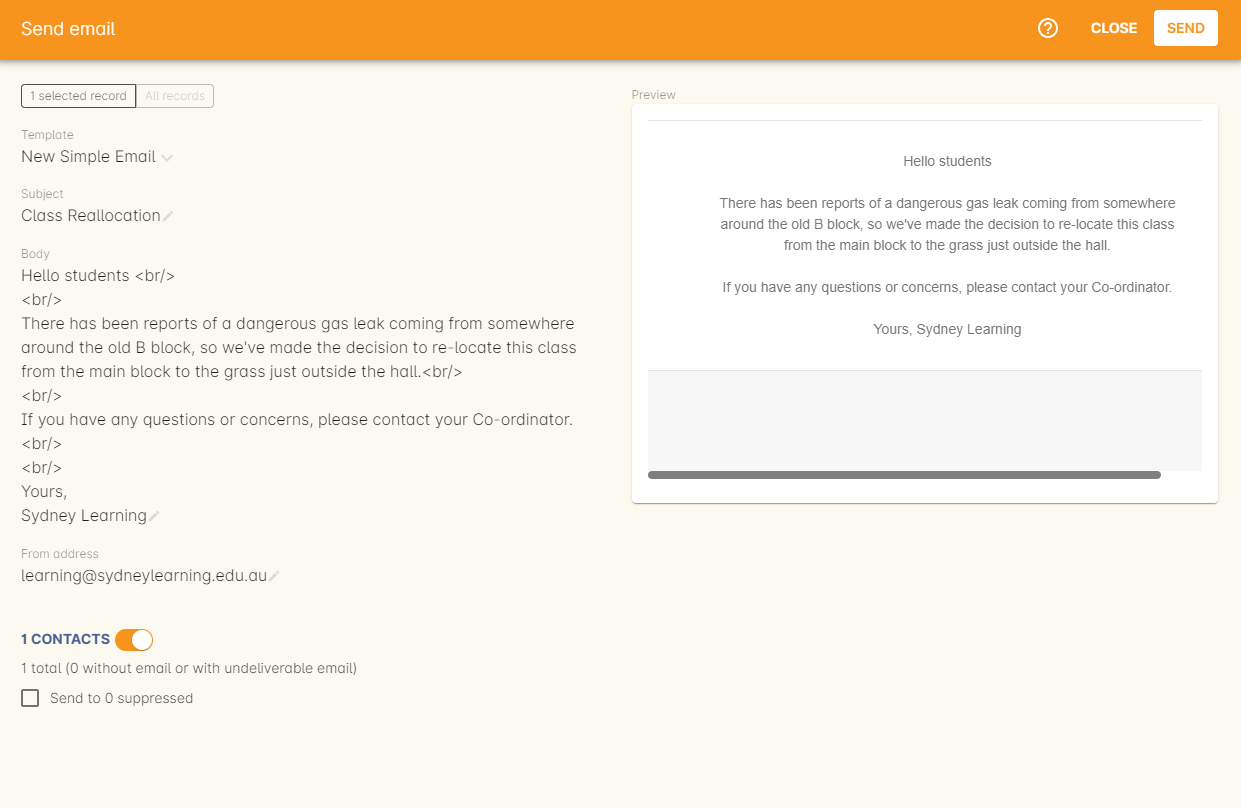 Send email
CLOSE
SEND
1 selected record
All records
Template
New Simple Email
Subject
Class Reallocation
Body
Hello students <br/>
<br/>
There has been reports of a dangerous gas leak coming from somewhere
around the old B block, so we've made the decision to re-locate this class
from the main block to the grass just outside the hall.<br/>
<br/>
If you have any questions or concerns, please contact your Co-ordinator.
<br/>
<br/>
Yours,
Sydney Learning
From address
learning@sydneylearning.edu.au
1 CONTACTS
1 total (0 without email or with undeliverable email)
Send to 0 suppressed
Preview
Hello students
There has been reports of a dangerous gas leak coming from somewhere
around the old B block, so we've made the decision to re-locate this class
from the main block to the grass just outside the hall.
If you have any questions or concerns, please contact your Co-ordinator.
Yours, Sydney Learning